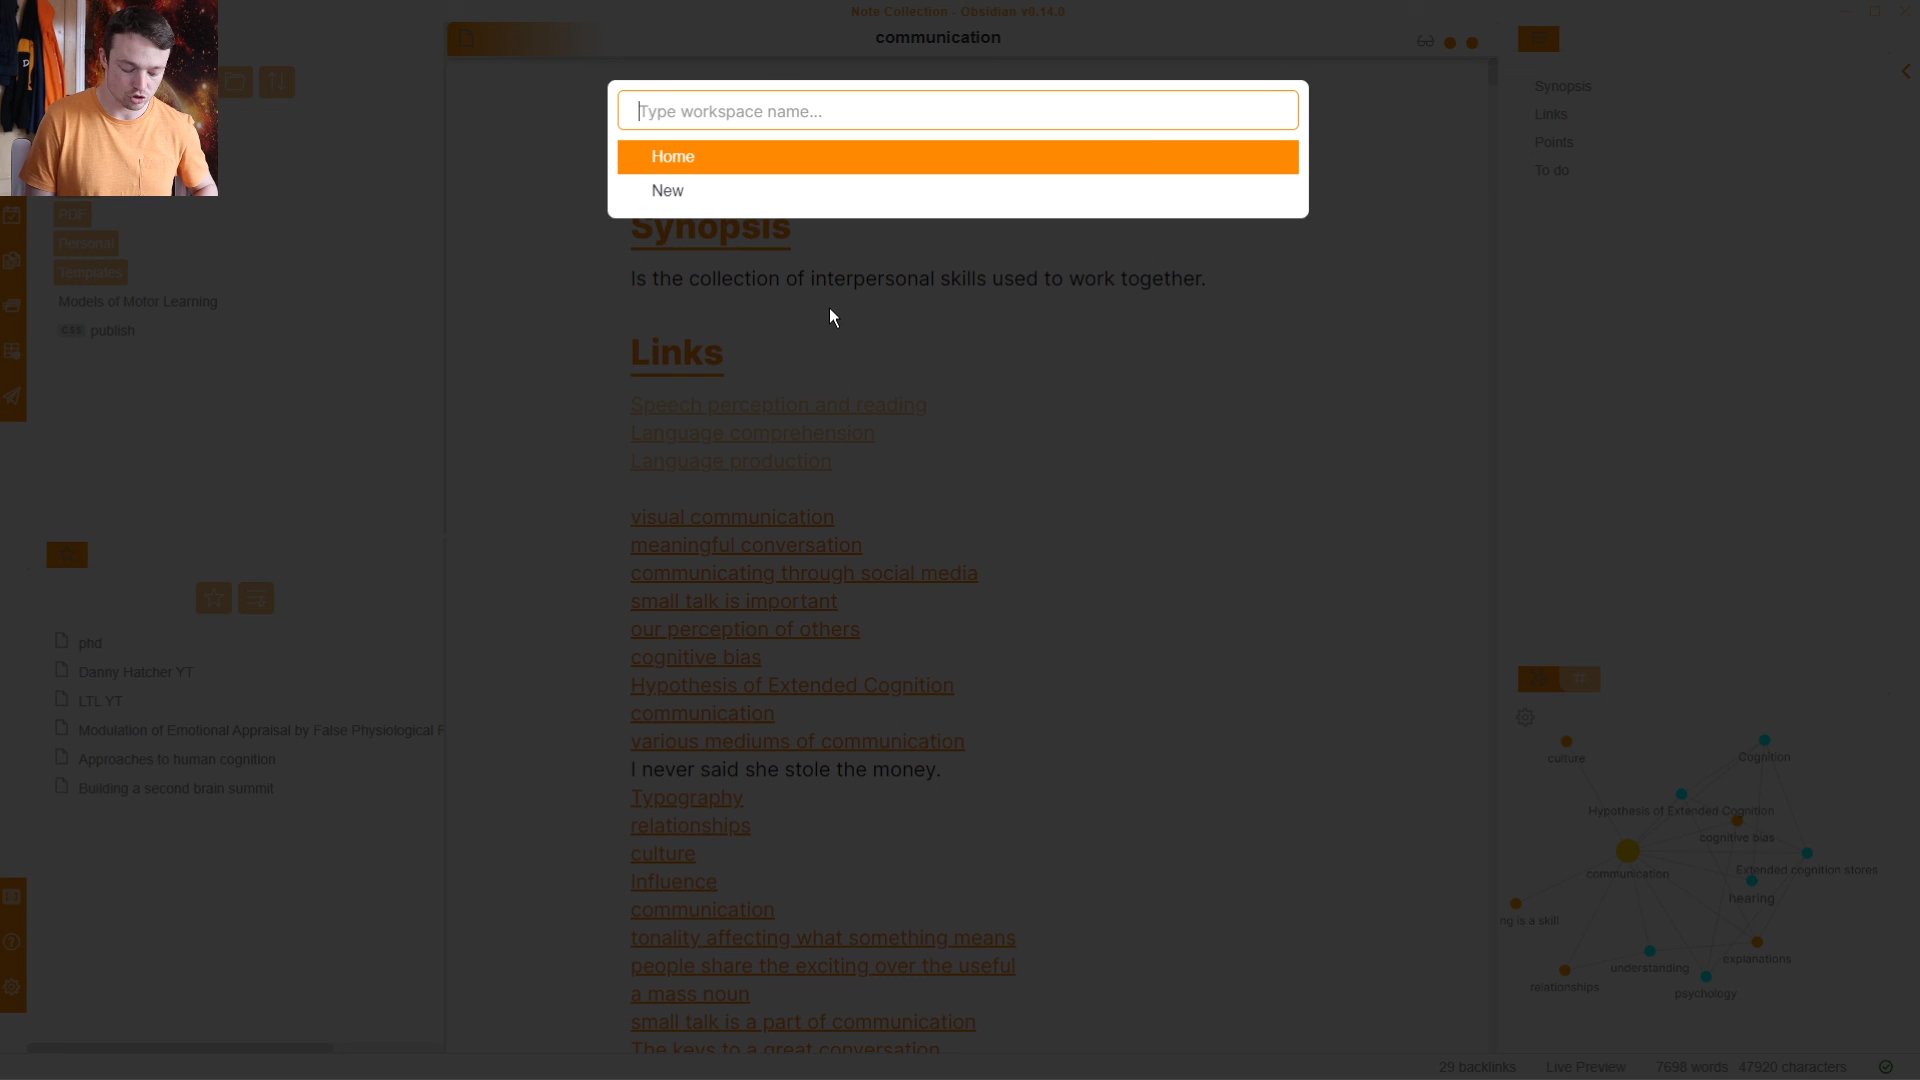 Note Collection - Obsidian v0.14.0
communication
Type workspace name...
Home
New
Synopsis
Is the collection of interpersonal skills used to work together.
Links
Speech perception and reading
Language comprehension
Language production
visual communication
meaningful conversation
communicating through social media
small talk is important
our perception of others
cognitive bias
Hypothesis of Extended Cognition
communication
various mediums of communication
I never said she stole the money.
Typography
relationships
culture
Influence
communication
tonality affecting what something means
people share the exciting over the useful
a mass noun
small talk is a part of communication
The keys to a great conversation
PDF
Personal
Templates
Models of Motor Learning
css publish
phd
Danny Hatcher YT
LTL YT
Modulation of Emotional Appraisal by False Physiological F
Approaches to human cognition
Building a second brain summit
Synopsis
Links
Points
To do
culture
Cognition
Hypothesis of Extended Cognition
cognitive bias
communication
Extended cognition stores
hearing
ng is a skill
explanations
understanding
relationships
psychology
29 backlinks
Live Preview
7698 words
47920 characters